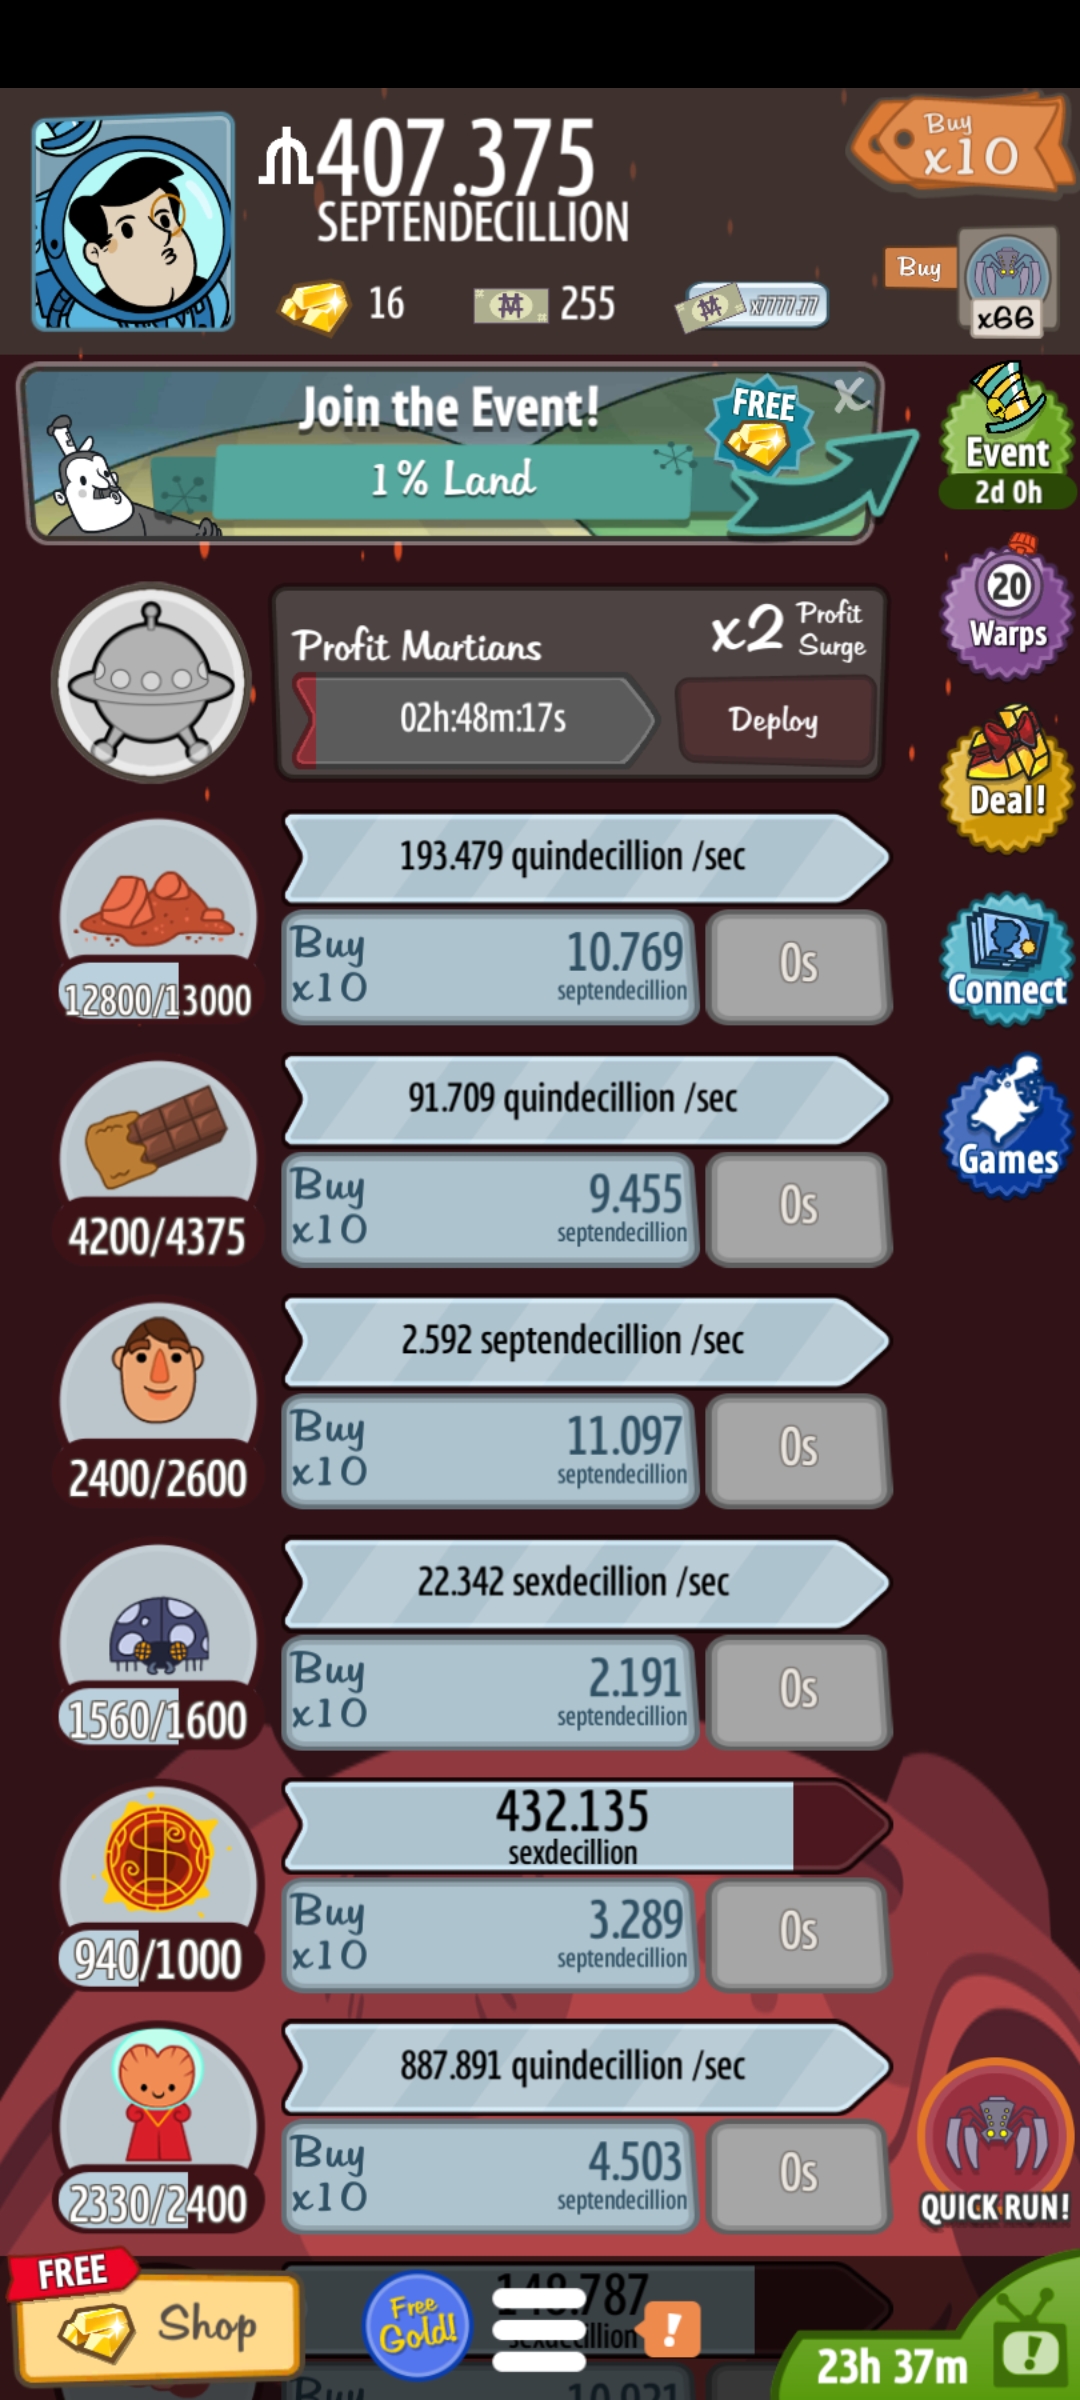 407.375
SEPTENDECILLION
Buy
x10
16
255
x7777.77
Buy
x66
Join the Event!
1% Land
FREE
X
Event
2d 0h
20
Warps
Profit Martians
x2 Profit Surge
02h:48m:17s
Deploy
Deal!
193.479 quindecillion /sec
12800/13000
Buy
x10
10.769
septendecillion
0s
Connect
91.709 quindecillion /sec
4200/4375
Buy
x10
9.455
septendecillion
0s
Games
2.592 septendecillion /sec
2400/2600
Buy
x10
11.097
septendecillion
0s
22.342 sexdecillion /sec
1560/1600
Buy
x10
2.191
septendecillion
0s
432.135
sexdecillion
940/1000
Buy
x10
3.289
septendecillion
0s
887.891 quindecillion /sec
2330/2400
Buy
x10
4.503
septendecillion
0s
QUICK RUN!
FREE
Shop
Free
Gold!
!
23h 37m
!
Buy